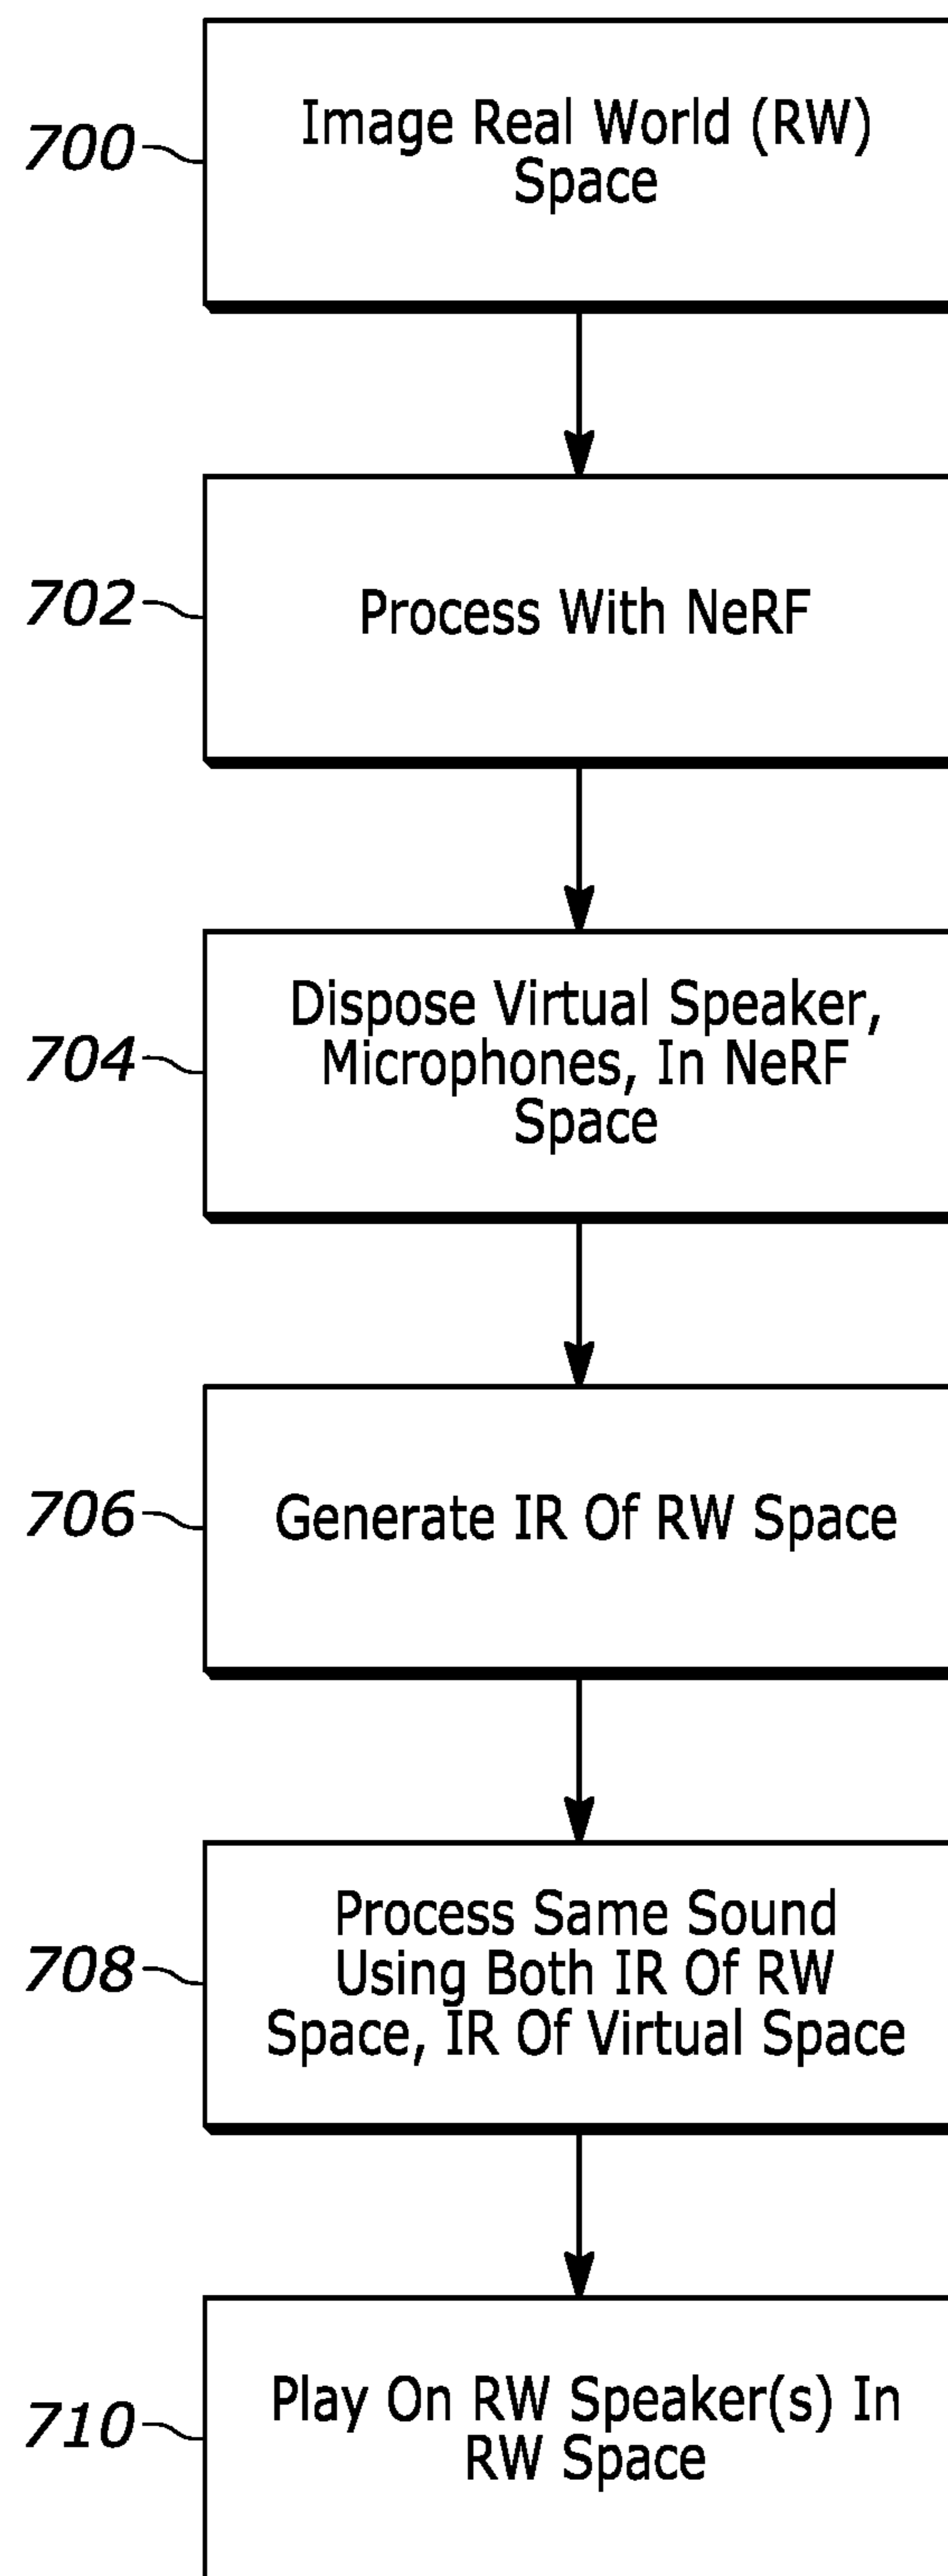 700
Image Real World (RW)
Space
702
Process With NeRF
704
Dispose Virtual Speaker,
Microphones, In NeRF
Space
706
Generate IR Of RW Space
708
Process Same Sound
Using Both IR Of RW
Space, IR Of Virtual Space
710
Play On RW Speaker(s) In
RW Space